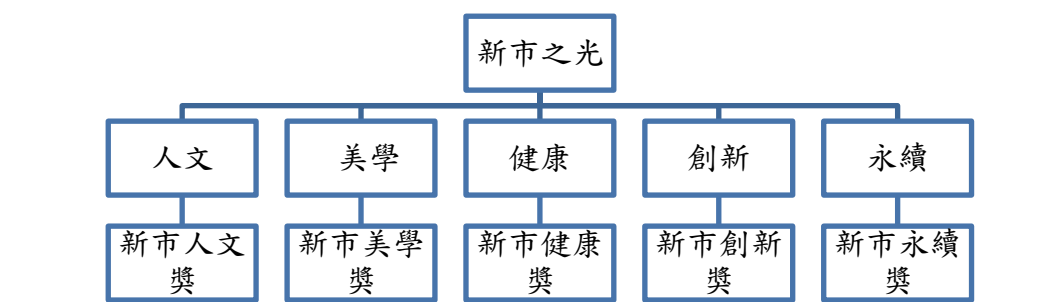 新市之光
人文
美學
健康
創新
永續
新市人文
獎
新市美學
獎
新市健康
獎
新市創新
獎
新市永續
獎